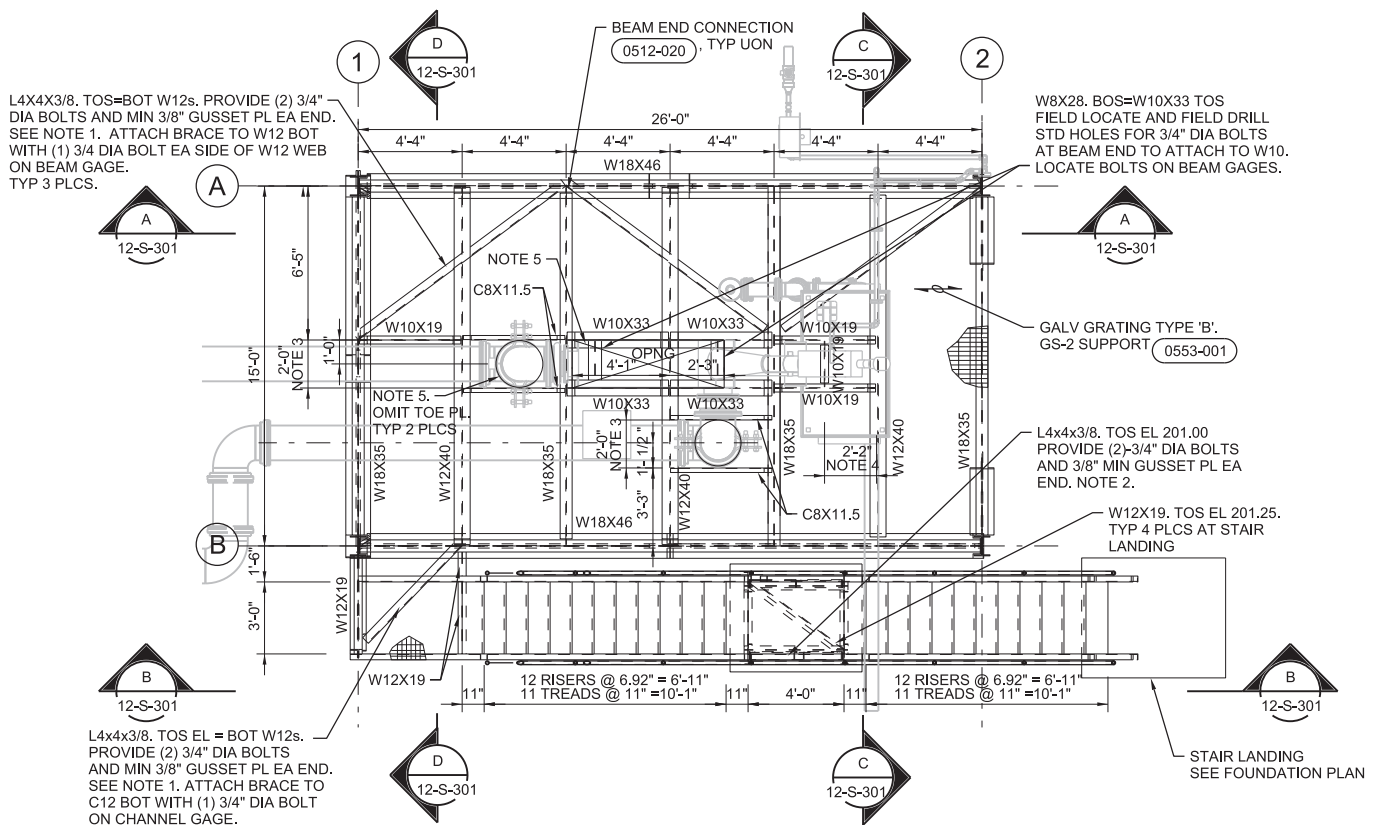 D
12-S-301
BEAM END CONNECTION
0512-020 , TYP UON
C
12-S-301
1
2
L4X4X3/8. TOS=BOT W12s. PROVIDE (2) 3/4"
DIA BOLTS AND MIN 3/8" GUSSET PL EA END.
SEE NOTE 1. ATTACH BRACE TO W12 BOT
WITH (1) 3/4 DIA BOLT EA SIDE OF W12 WEB
ON BEAM GAGE.
TYP 3 PLCS.
W8X28. BOS=W10X33 TOS
FIELD LOCATE AND FIELD DRILL
STD HOLES FOR 3/4" DIA BOLTS
AT BEAM END TO ATTACH TO W10.
LOCATE BOLTS ON BEAM GAGES.
26'-0"
4'-4"
4'-4"
4'-4"
4'-4"
4'-4"
4'-4"
W18X46
A
A
12-S-301
A
12-S-301
6'-5"
NOTE 5
C8X11.5
W10X19
W10X33
W10X33
W10X19
GALV GRATING TYPE 'B'.
GS-2 SUPPORT 0553-001
15'-0"
2'-0"
NOTE 3
1'-0"
OPNG
4'-1"
2'-3"
W10X19
NOTE 5.
OMIT TOE PL.
TYP 2 PLCS
W10X33
W10X33
W10X19
2'-0"
NOTE 3
1'- 1/2 "
3'-3"
W18X35
W12X40
W18X35
W12X40
W18X35
2'-2"
NOTE 4
W12X40
W18X35
L4x4x3/8. TOS EL 201.00
PROVIDE (2)-3/4" DIA BOLTS
AND 3/8" MIN GUSSET PL EA
END. NOTE 2.
C8X11.5
W18X46
W12X19. TOS EL 201.25.
TYP 4 PLCS AT STAIR
LANDING
B
1'-6"
3'-0"
W12X19
W12X19
11"
12 RISERS @ 6.92" = 6'-11"
11 TREADS @ 11" =10'-1"
11"
4'-0"
11"
12 RISERS @ 6.92" = 6'-11"
11 TREADS @ 11" =10'-1"
B
12-S-301
B
12-S-301
L4x4x3/8. TOS EL = BOT W12s.
PROVIDE (2) 3/4" DIA BOLTS
AND MIN 3/8" GUSSET PL EA END.
SEE NOTE 1. ATTACH BRACE TO
C12 BOT WITH (1) 3/4" DIA BOLT
ON CHANNEL GAGE.
D
12-S-301
C
12-S-301
STAIR LANDING
SEE FOUNDATION PLAN